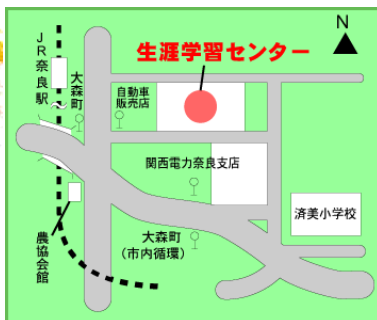 N
生涯学習センター
JR奈良駅
大森町
自動車
販売店
関西電力奈良支店
済美小学校
農協会館
大森町
(市内循環)